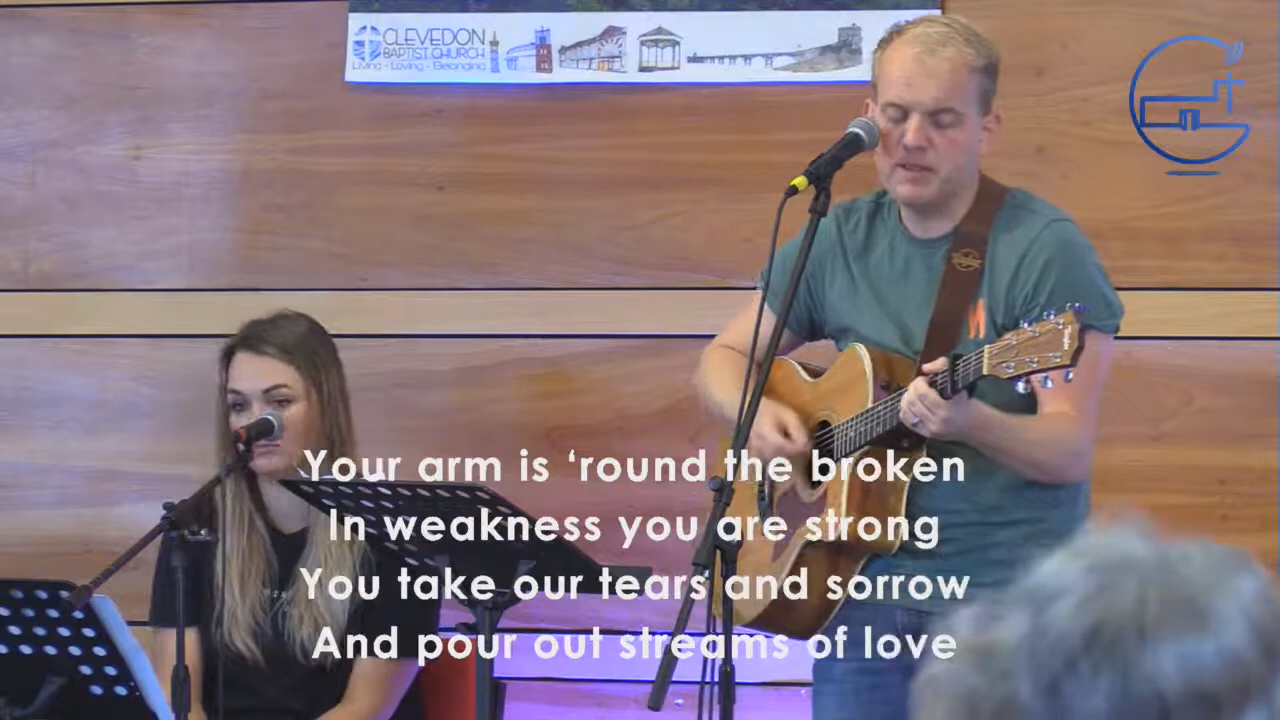 CLEVEDON
BAPTIST CHURCH
Living - Loving - Belonging
Your arm is ‘round the broken
In weakness you are strong
You take our tears and sorrow
And pour out streams of love